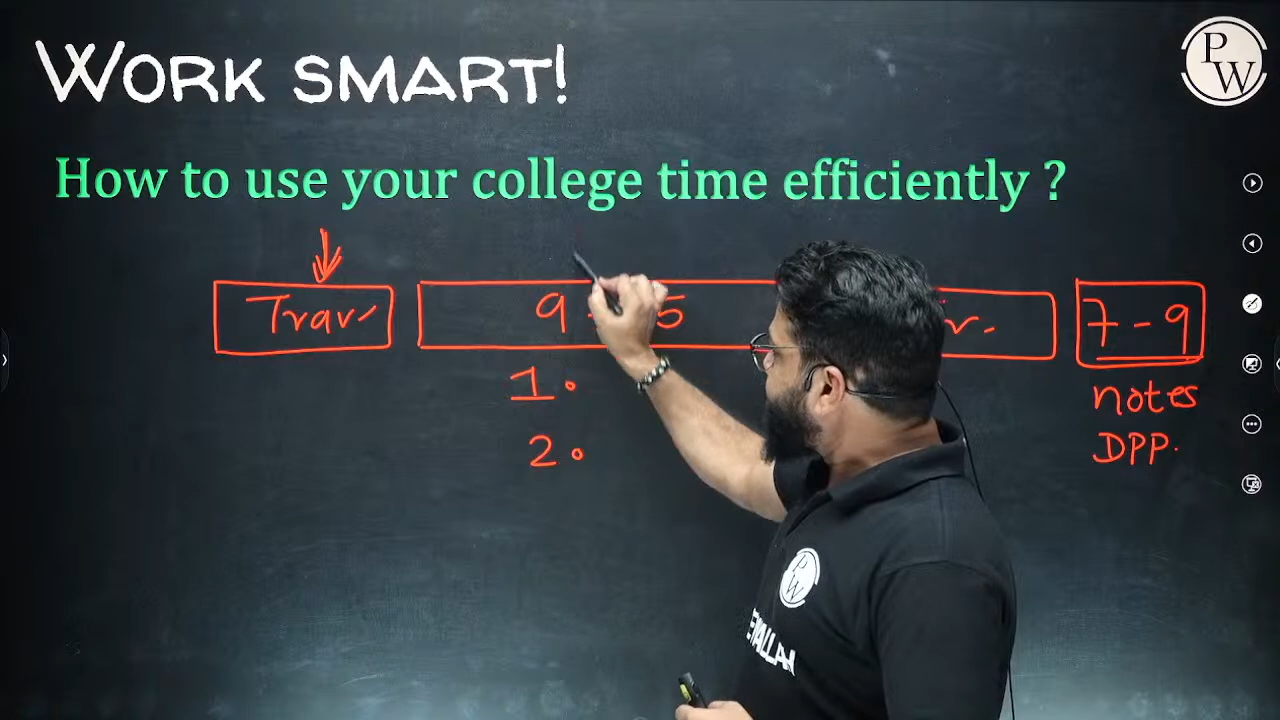 WORK SMART!
PW
How to use your college time efficiently ?
Trav. 9 5 r. 7 - 9
1.
2.
notes
DPP.
PW